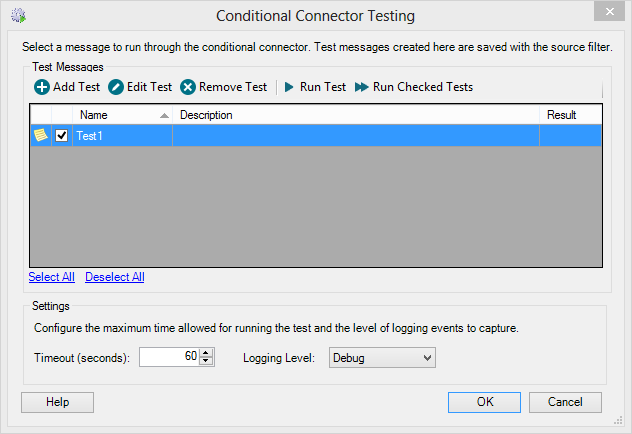 Conditional Connector Testing
Select a message to run through the conditional connector. Test messages created here are saved with the source filter.
Test Messages
Add Test Edit Test Remove Test Run Test Run Checked Tests
Name Description Result
Test1
Select All Deselect All
Settings
Configure the maximum time allowed for running the test and the level of logging events to capture.
Timeout (seconds): 60 Logging Level: Debug
Help OK Cancel